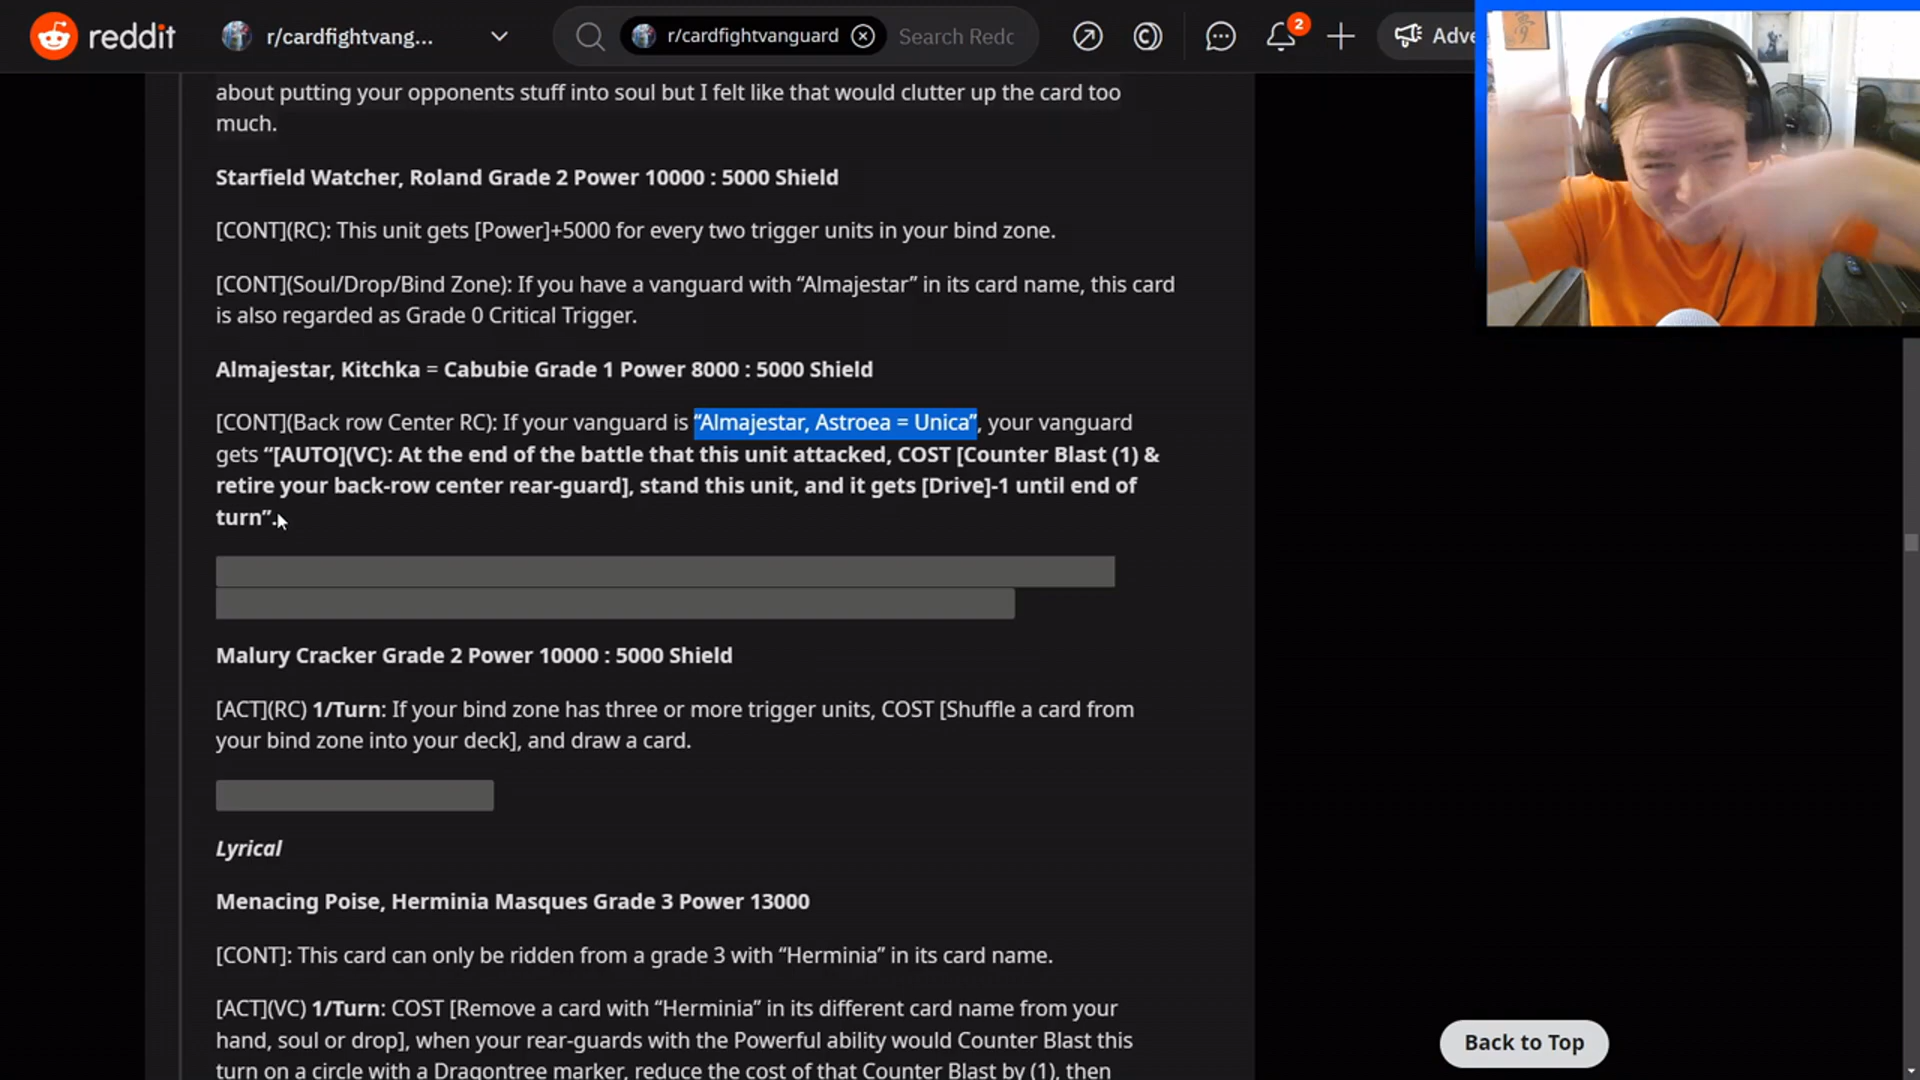 reddit
r/cardfightvang...
r/cardfightvanguard
Search Redc
2
Adve
about putting your opponents stuff into soul but I felt like that would clutter up the card too
much.
Starfield Watcher, Roland Grade 2 Power 10000 : 5000 Shield
[CONT](RC): This unit gets [Power]+5000 for every two trigger units in your bind zone.
[CONT](Soul/Drop/Bind Zone): If you have a vanguard with “Almajestar” in its card name, this card
is also regarded as Grade 0 Critical Trigger.
Almajestar, Kitchka = Cabubie Grade 1 Power 8000 : 5000 Shield
[CONT](Back row Center RC): If your vanguard is “Almajestar, Astroea = Unica”, your vanguard
gets “[AUTO](VC): At the end of the battle that this unit attacked, COST [Counter Blast (1) &
retire your back-row center rear-guard], stand this unit, and it gets [Drive]-1 until end of
turn”.
Malury Cracker Grade 2 Power 10000 : 5000 Shield
[ACT](RC) 1/Turn: If your bind zone has three or more trigger units, COST [Shuffle a card from
your bind zone into your deck], and draw a card.
Lyrical
Menacing Poise, Herminia Masques Grade 3 Power 13000
[CONT]: This card can only be ridden from a grade 3 with “Herminia” in its card name.
[ACT](VC) 1/Turn: COST [Remove a card with “Herminia” in its different card name from your
hand, soul or drop], when your rear-guards with the Powerful ability would Counter Blast this
turn on a circle with a Dragontree marker, reduce the cost of that Counter Blast by (1), then
Back to Top